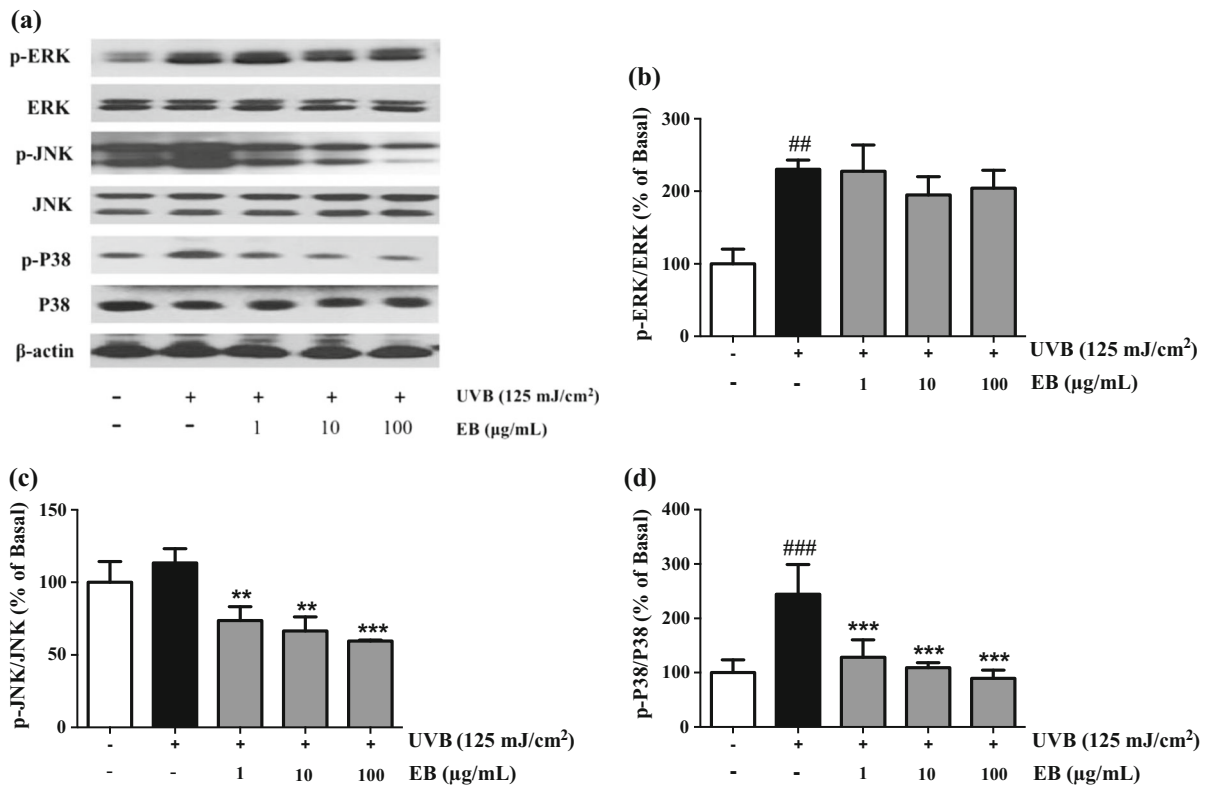 (a)
p-ERK
ERK
p-JNK
JNK
p-P38
P38
β-actin
- + + + + UVB (125 mJ/cm²)
- - 1 10 100 EB (µg/mL)
(b)
p-ERK/ERK (% of Basal)
300
200
100
0
##
- + + + + UVB (125 mJ/cm²)
- - 1 10 100 EB (µg/mL)
(c)
p-JNK/JNK (% of Basal)
150
100
50
0
** ** ***
- + + + + UVB (125 mJ/cm²)
- - 1 10 100 EB (µg/mL)
(d)
p-P38/P38 (% of Basal)
400
300
200
100
0
###
*** *** ***
- + + + + UVB (125 mJ/cm²)
- - 1 10 100 EB (µg/mL)